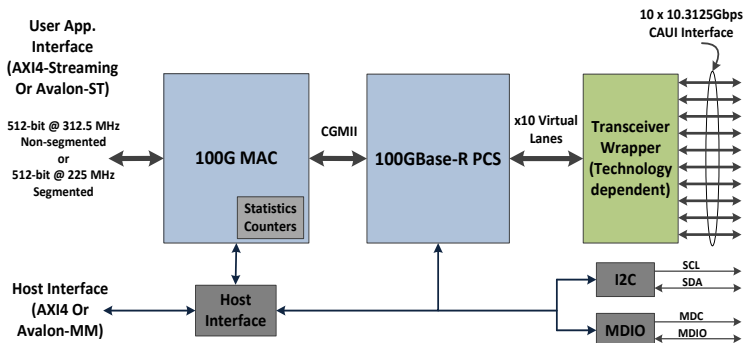 10 x 10.3125Gbps
CAUI Interface
User App.
Interface
(AXI4-Streaming
Or Avalon-ST)
512-bit @ 312.5 MHz
Non-segmented
or
512-bit @ 225 MHz
Segmented
100G MAC
Statistics
Counters
CGMII
100GBase-R PCS
x10 Virtual
Lanes
Transceiver
Wrapper
(Technology
dependent)
Host Interface
(AXI4 Or
Avalon-MM)
Host
Interface
I2C
SCL
SDA
MDIO
MDC
MDIO